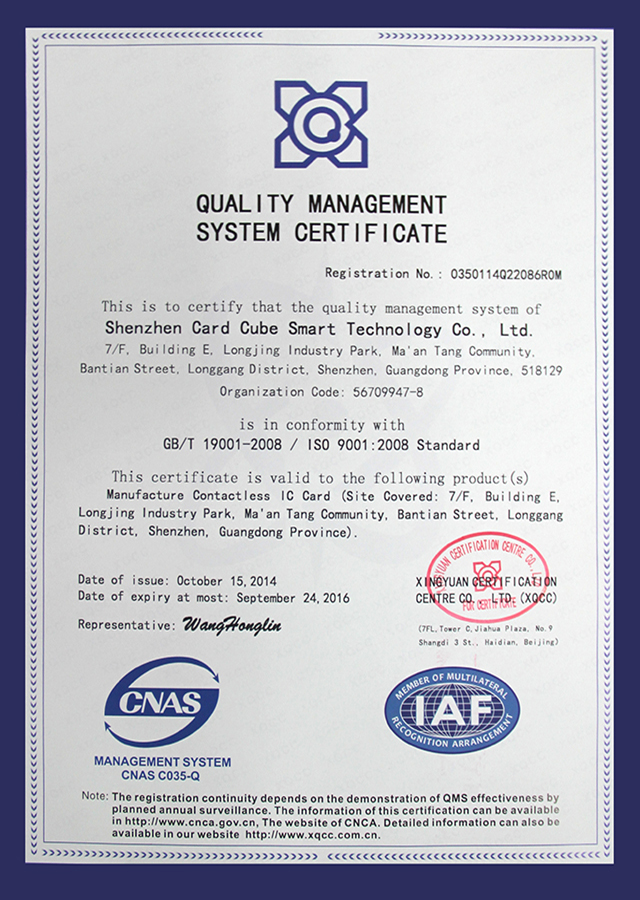 QUALITY MANAGEMENT
SYSTEM CERTIFICATE
Registration No.: 0350114Q22086R0M
This is to certify that the quality management system of
Shenzhen Card Cube Smart Technology Co., Ltd.
7/F, Building E, Longjing Industry Park, Ma'an Tang Community,
Bantian Street, Longgang District, Shenzhen, Guangdong Province, 518129
Organization Code: 56709947-8
is in conformity with
GB/T 19001-2008 / ISO 9001:2008 Standard
This certificate is valid to the following product(s)
Manufacture Contactless IC Card (Site Covered: 7/F, Building E,
Longjing Industry Park, Ma'an Tang Community, Bantian Street, Longgang
District, Shenzhen, Guangdong Province).
Date of issue: October 15,2014
Date of expiry at most: September 24,2016
Representative: WangHonglin
XINGYUAN CERTIFICATION CENTRE CO., LTD
FOR CERTIFICATE
XINGYUAN CERTIFICATION
CENTRE CO., LTD.(XQCC)
(7FL,Tower C,Jiahua Plaza, No.9
Shangdi 3 St., Haidian, Beijing)
CNAS
MANAGEMENT SYSTEM
CNAS C035-Q
MEMBER OF MULTILATERAL
IAF
RECOGNITION ARRANGEMENT
Note: The registration continuity depends on the demonstration of QMS effectiveness by
planned annual surveillance. The information of this certification can be available
in http://www.cnca.gov.cn, The website of CNCA. Detailed information can also be
available in our website http://www.xqcc.com.cn.